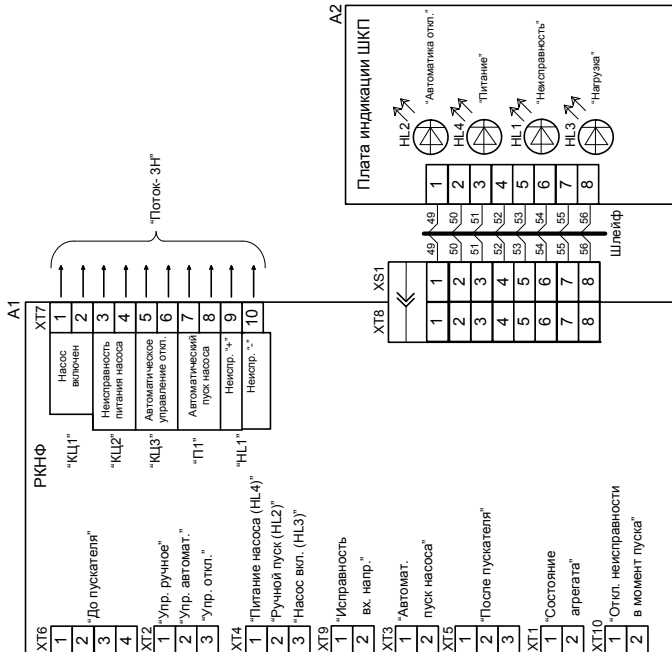 A1
РКНФ
XT6
1
2
3
4
"До пускателя"
XT2
1
2
3
"Упр. ручное"
"Упр. автомат."
"Упр. откл."
XT4
1
2
3
"Питание насоса (HL4)"
"Ручной пуск (HL2)"
"Насос вкл. (HL3)"
XT9
1
2
"Исправность
вх. напр."
XT3
1
2
"Автомат.
пуск насоса"
XT5
1
2
3
"После пускателя"
XT1
1
2
"Состояние
агрегата"
XT10
1
2
"Откл. неисправности
в момент пуска"
"КЦ1"
"КЦ2"
"КЦ3"
"П1"
"HL1"
Насос
включен
Неисправность
питания насоса
Автоматическое
управление откл.
Автоматический
пуск насоса
Неиспр. "+"
Неиспр. "-"
XT7
1
2
3
4
5
6
7
8
9
10
"Поток- 3Н"
XT8
1
2
3
4
5
6
7
8
XS1
1
2
3
4
5
6
7
8
49
50
51
52
53
54
55
56
49
50
51
52
53
54
55
56
Шлейф
A2
Плата индикации ШКП
1
2
3
4
5
6
7
8
HL2
"Автоматика откл."
HL4
"Питание"
HL1
"Неисправность"
HL3
"Нагрузка"